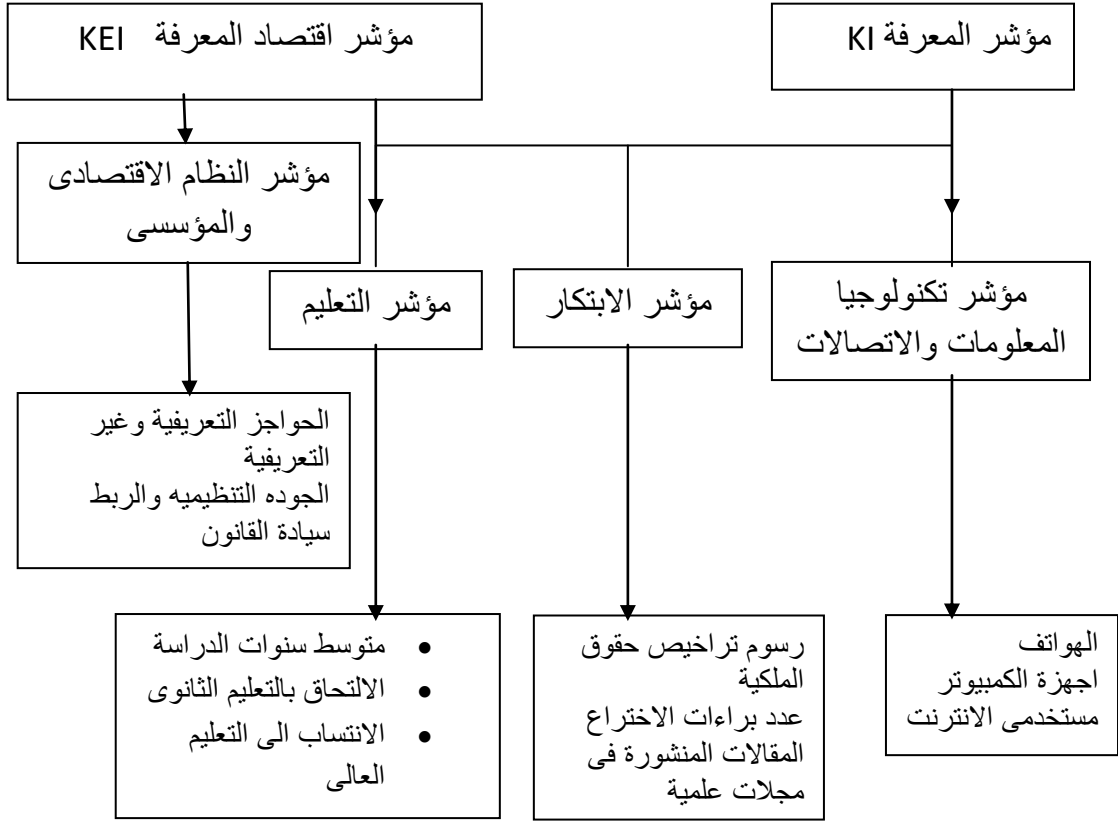 مؤشر المعرفة KI
مؤشر اقتصاد المعرفة KEI
مؤشر النظام الاقتصادى
والمؤسسى
مؤشر تكنولوجيا
المعلومات والاتصالات
مؤشر الابتكار
مؤشر التعليم
الحواجز التعريفية وغير
التعريفية
الجوده التنظيميه والربط
سيادة القانون
الهواتف
اجهزة الكمبيوتر
مستخدمى الانترنت
رسوم تراخيص حقوق
الملكية
عدد براءات الاختراع
المقالات المنشورة فى
مجلات علمية
• متوسط سنوات الدراسة
• الالتحاق بالتعليم الثانوى
• الانتساب الى التعليم
العالى